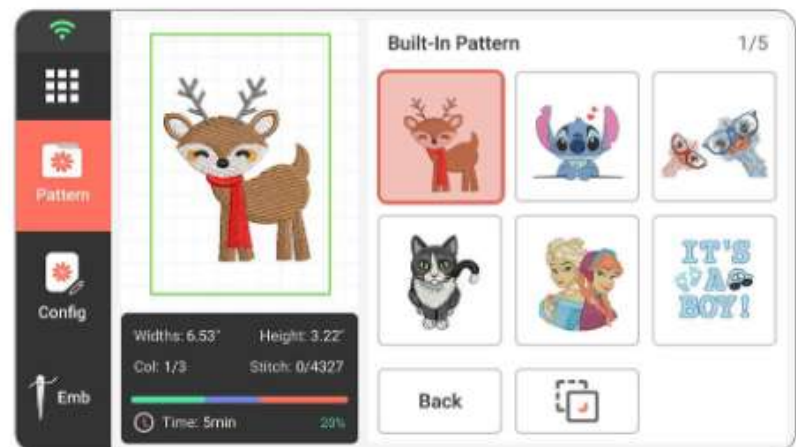 Built-In Pattern
1/5
Pattern
Config
Emb
Widths: 6.53"
Height: 3.22"
Col: 1/3
Stitch: 0/4327
Time: 5min
20%
IT'S
A
BOY!
Back